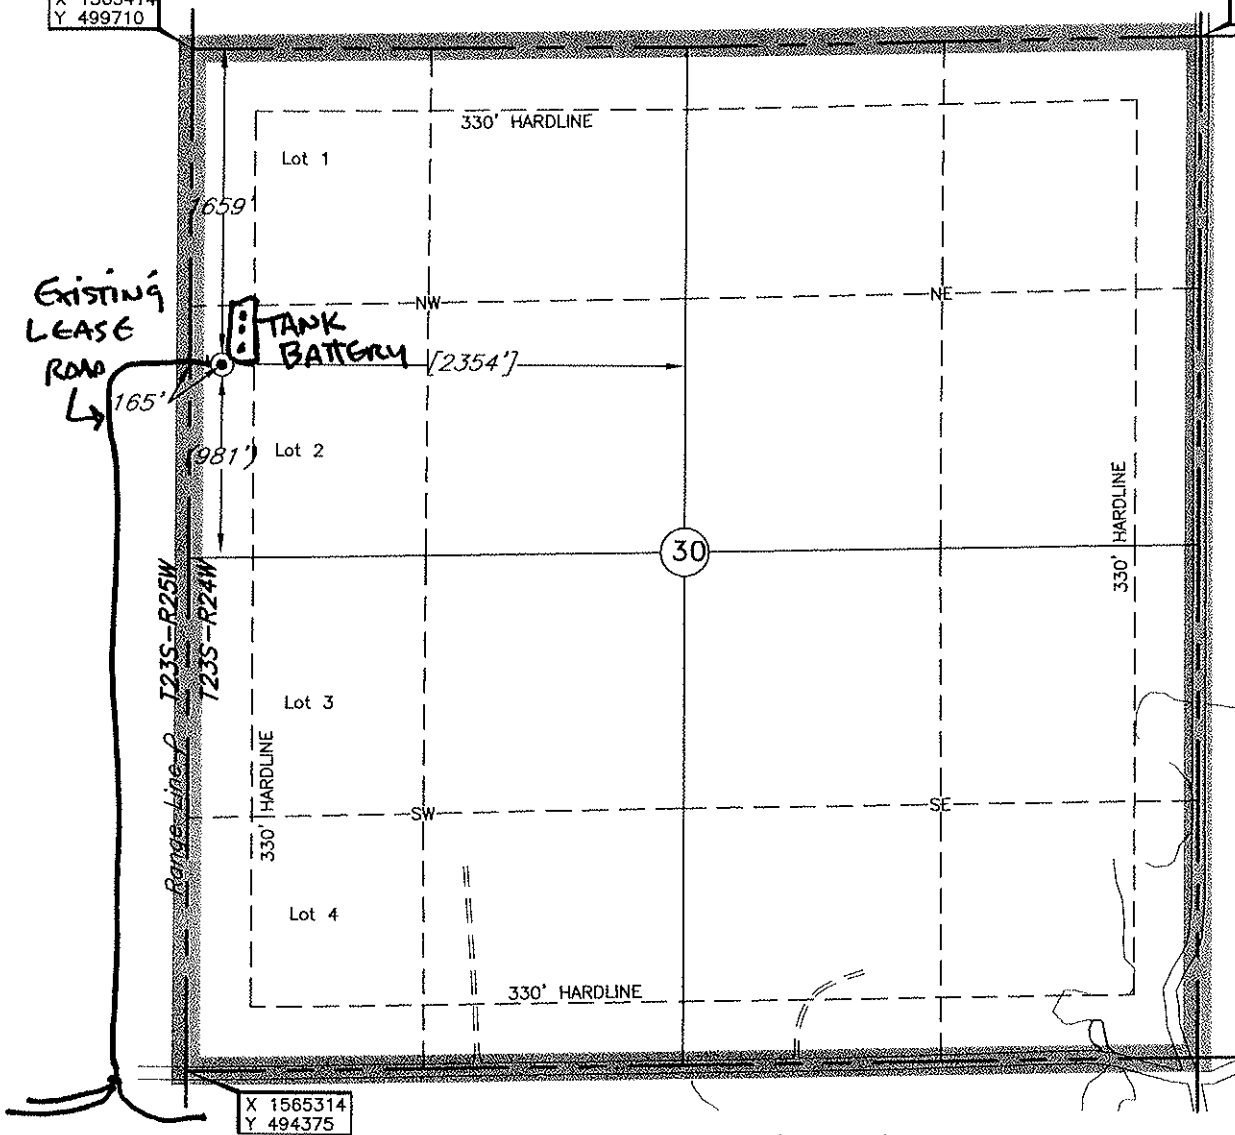 Y 499710
330' HARDLINE
Lot 1
1659'
EXISTING
LEASE
ROAD
NW
NE
TANK
BATTERY
[2354']
165'
(981')
Lot 2
330' HARDLINE
30
T23S-R25W
T23S-R24W
Lot 3
330' HARDLINE
Range Line
SW
SE
Lot 4
330' HARDLINE
X 1565314
Y 494375